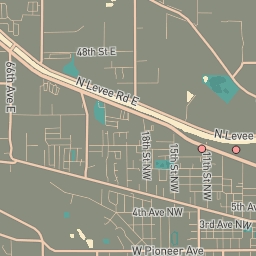 48th St E
66th Ave E
N Levee Rd E
N Levee
18th St NW
15th St NW
11th St NW
4th Ave NW
5th Av
3rd Ave NW
W Pioneer Ave